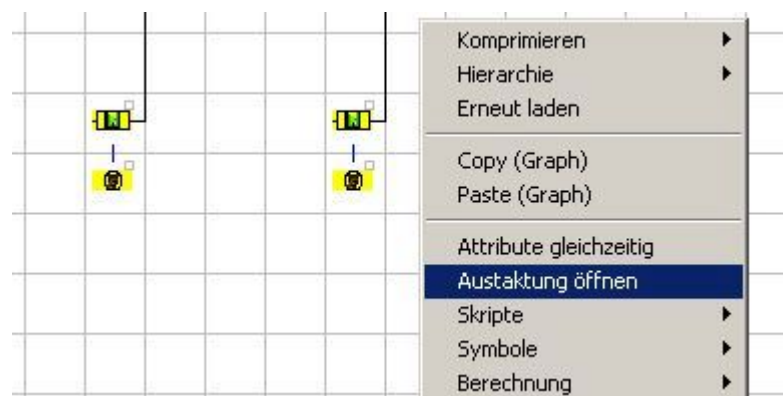 Komprimieren
Hierarchie
Erneut laden
Copy (Graph)
Paste (Graph)
Attribute gleichzeitig
Austaktung öffnen
Skripte
Symbole
Berechnung